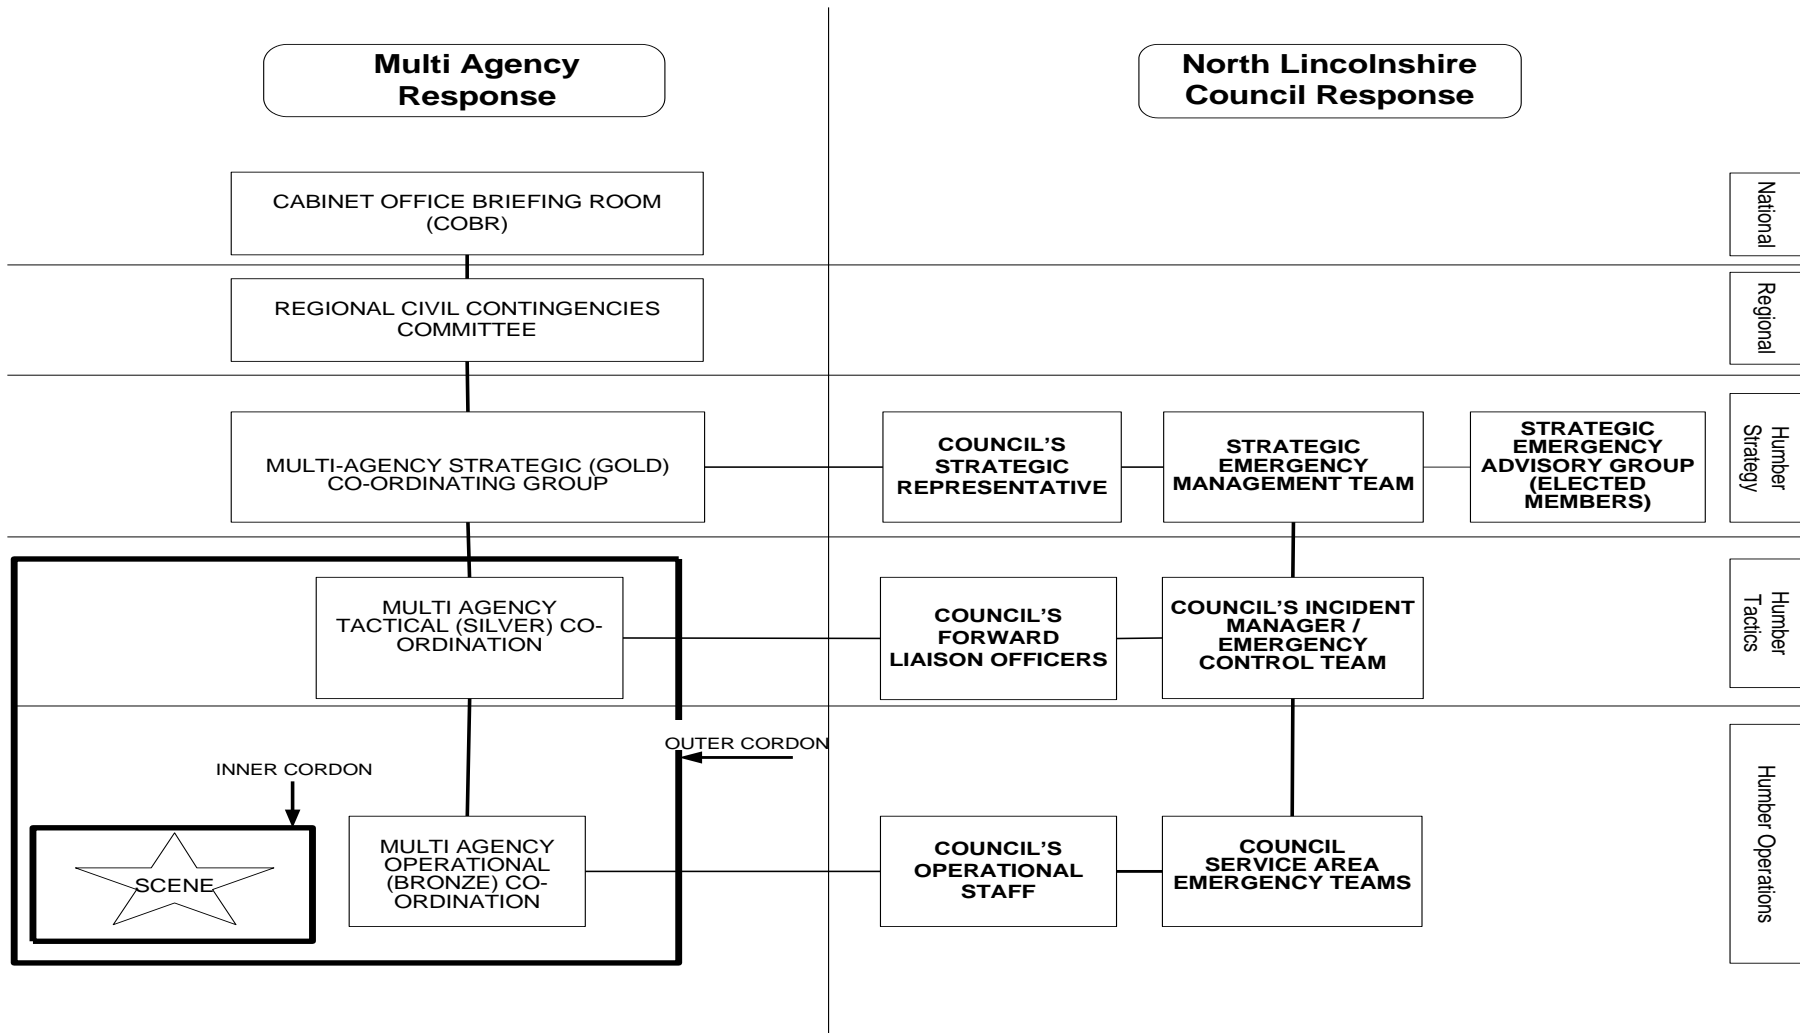 Multi Agency
Response
North Lincolnshire
Council Response
CABINET OFFICE BRIEFING ROOM
(COBR)
National
REGIONAL CIVIL CONTINGENCIES
COMMITTEE
Regional
MULTI-AGENCY STRATEGIC (GOLD)
CO-ORDINATING GROUP
COUNCIL’S
STRATEGIC
REPRESENTATIVE
STRATEGIC
EMERGENCY
MANAGEMENT TEAM
STRATEGIC
EMERGENCY
ADVISORY GROUP
(ELECTED
MEMBERS)
Humber
Strategy
MULTI AGENCY
TACTICAL (SILVER) CO-
ORDINATION
COUNCIL’S
FORWARD
LIAISON OFFICERS
COUNCIL’S INCIDENT
MANAGER /
EMERGENCY
CONTROL TEAM
Humber
Tactics
OUTER CORDON
INNER CORDON
SCENE
MULTI AGENCY
OPERATIONAL
(BRONZE) CO-
ORDINATION
COUNCIL’S
OPERATIONAL
STAFF
COUNCIL
SERVICE AREA
EMERGENCY TEAMS
Humber Operations